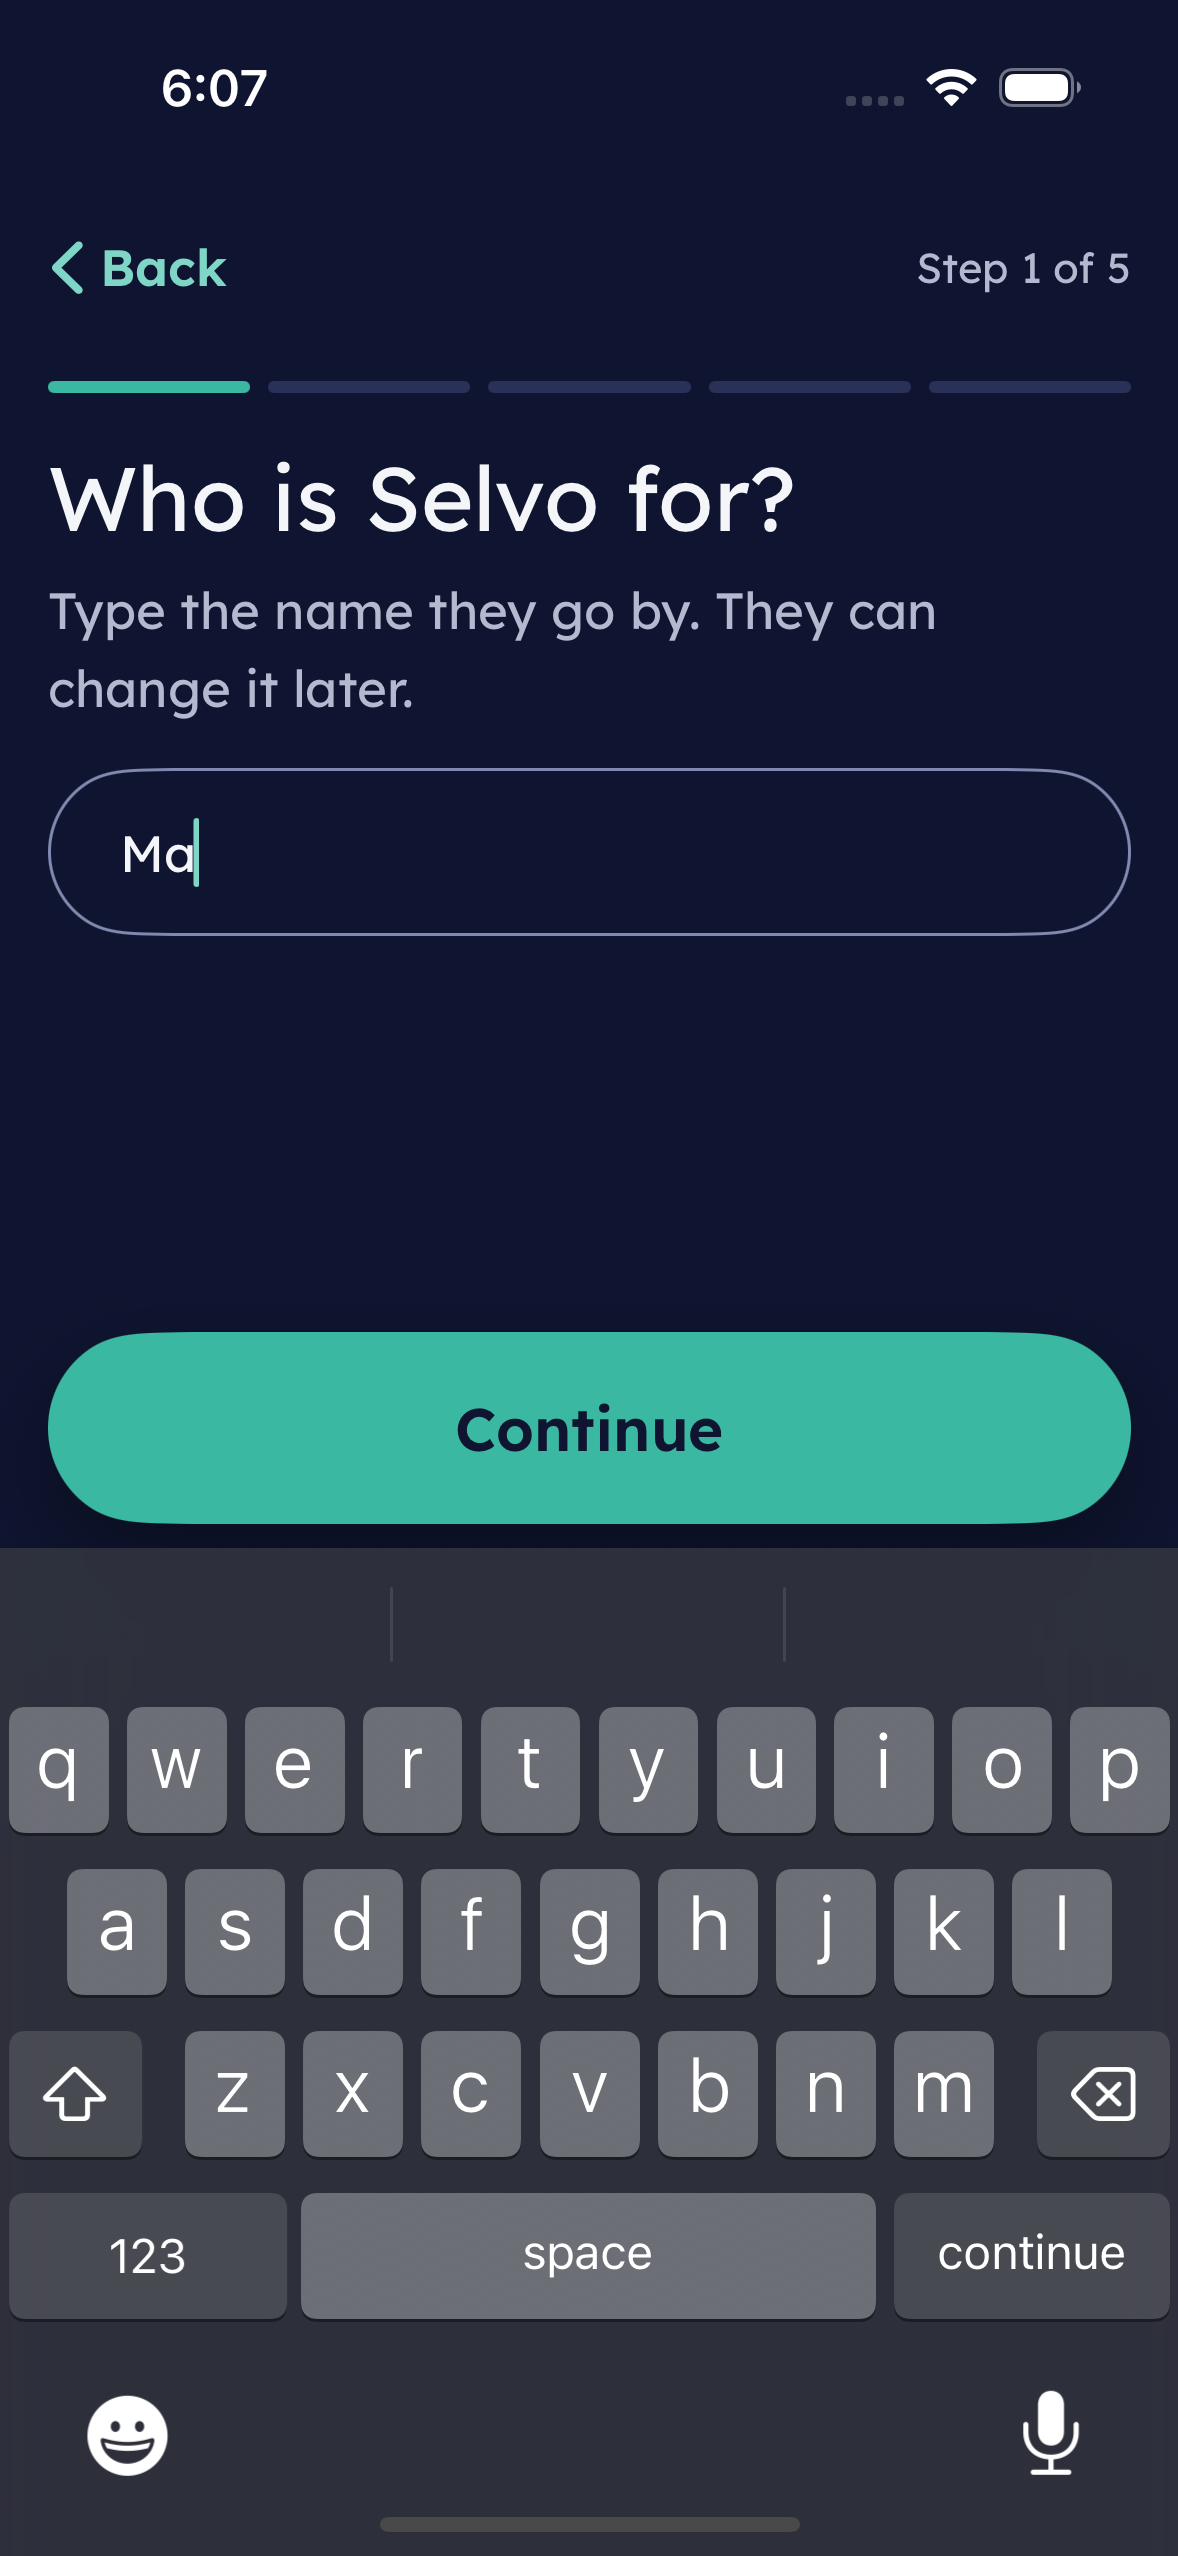 6:07
Back
Step 1 of 5
Who is Selvo for?
Type the name they go by. They can
change it later.
Ma
Continue
q w e r t y u i o p
a s d f g h j k l
z x c v b n m
123 space continue